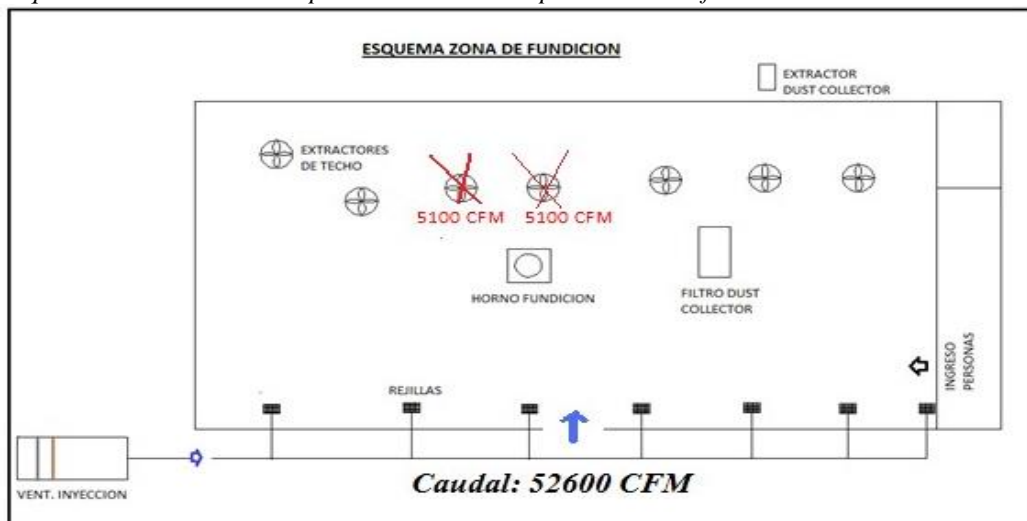 ESQUEMA ZONA DE FUNDICION
EXTRACTOR
DUST COLLECTOR
EXTRACTORES
DE TECHO
5100 CFM
5100 CFM
HORNO FUNDICION
FILTRO DUST
COLLECTOR
INGRESO
PERSONAS
REJILLAS
VENT. INYECCION
Caudal: 52600 CFM